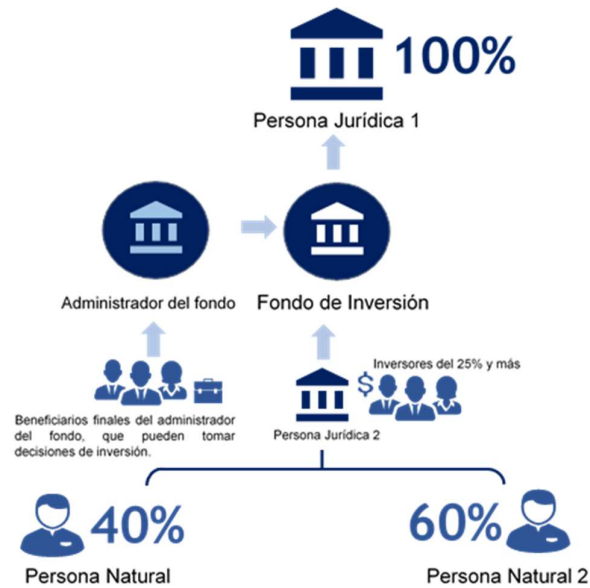 100%
Persona Jurídica 1
Administrador del fondo
Fondo de Inversión
Inversores del 25% y más
$
Beneficiarios finales del administrador
del fondo, que pueden tomar
decisiones de inversión.
Persona Jurídica 2
40%
60%
Persona Natural
Persona Natural 2